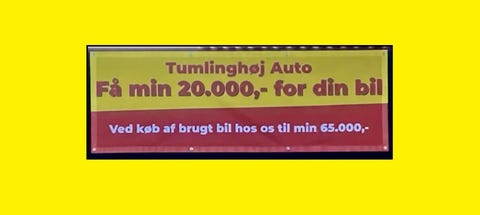 Tumlinghøj Auto
Få min 20.000,- for din bil
Ved køb af brugt bil hos os til min 65.000,-